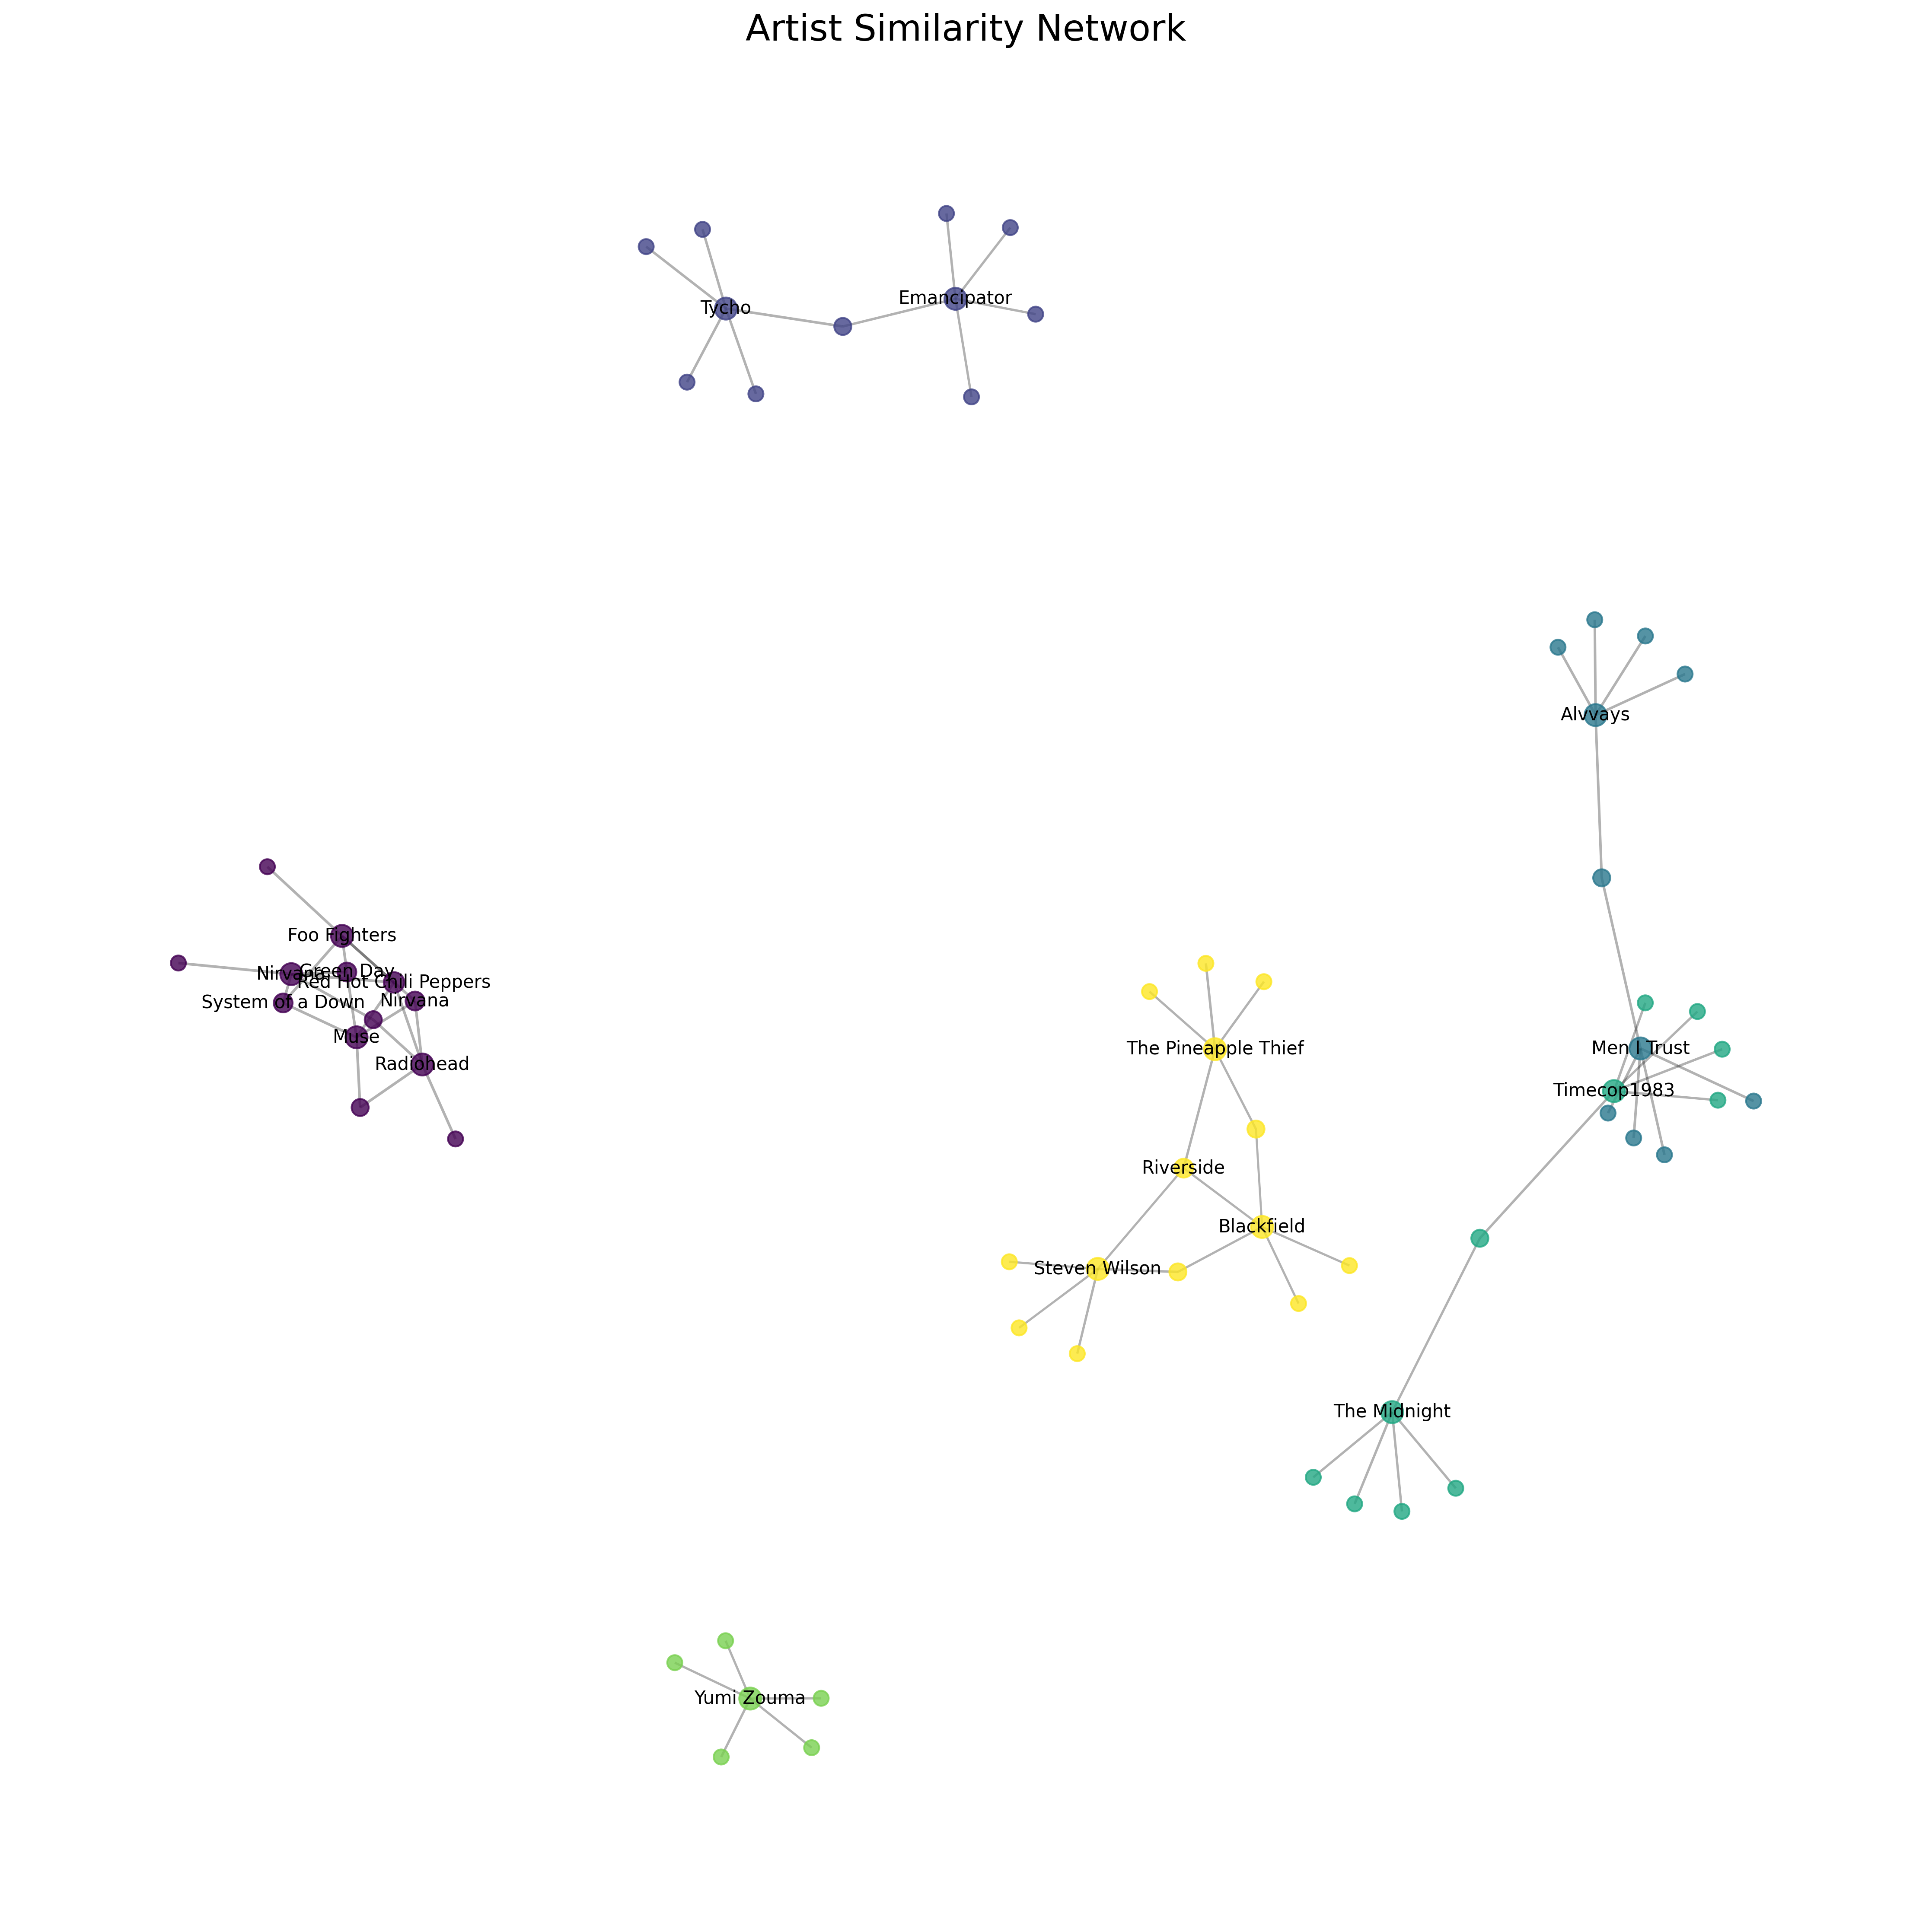 Artist Similarity Network
Emancipator
Tycho
Alvvays
Foo Fighters
Green Day
Nirvana
Red Hot Chili Peppers
Nirvana
System of a Down
Muse
Men I Trust
The Pineapple Thief
Radiohead
Timecop1983
Riverside
Blackfield
Steven Wilson
The Midnight
Yumi Zouma